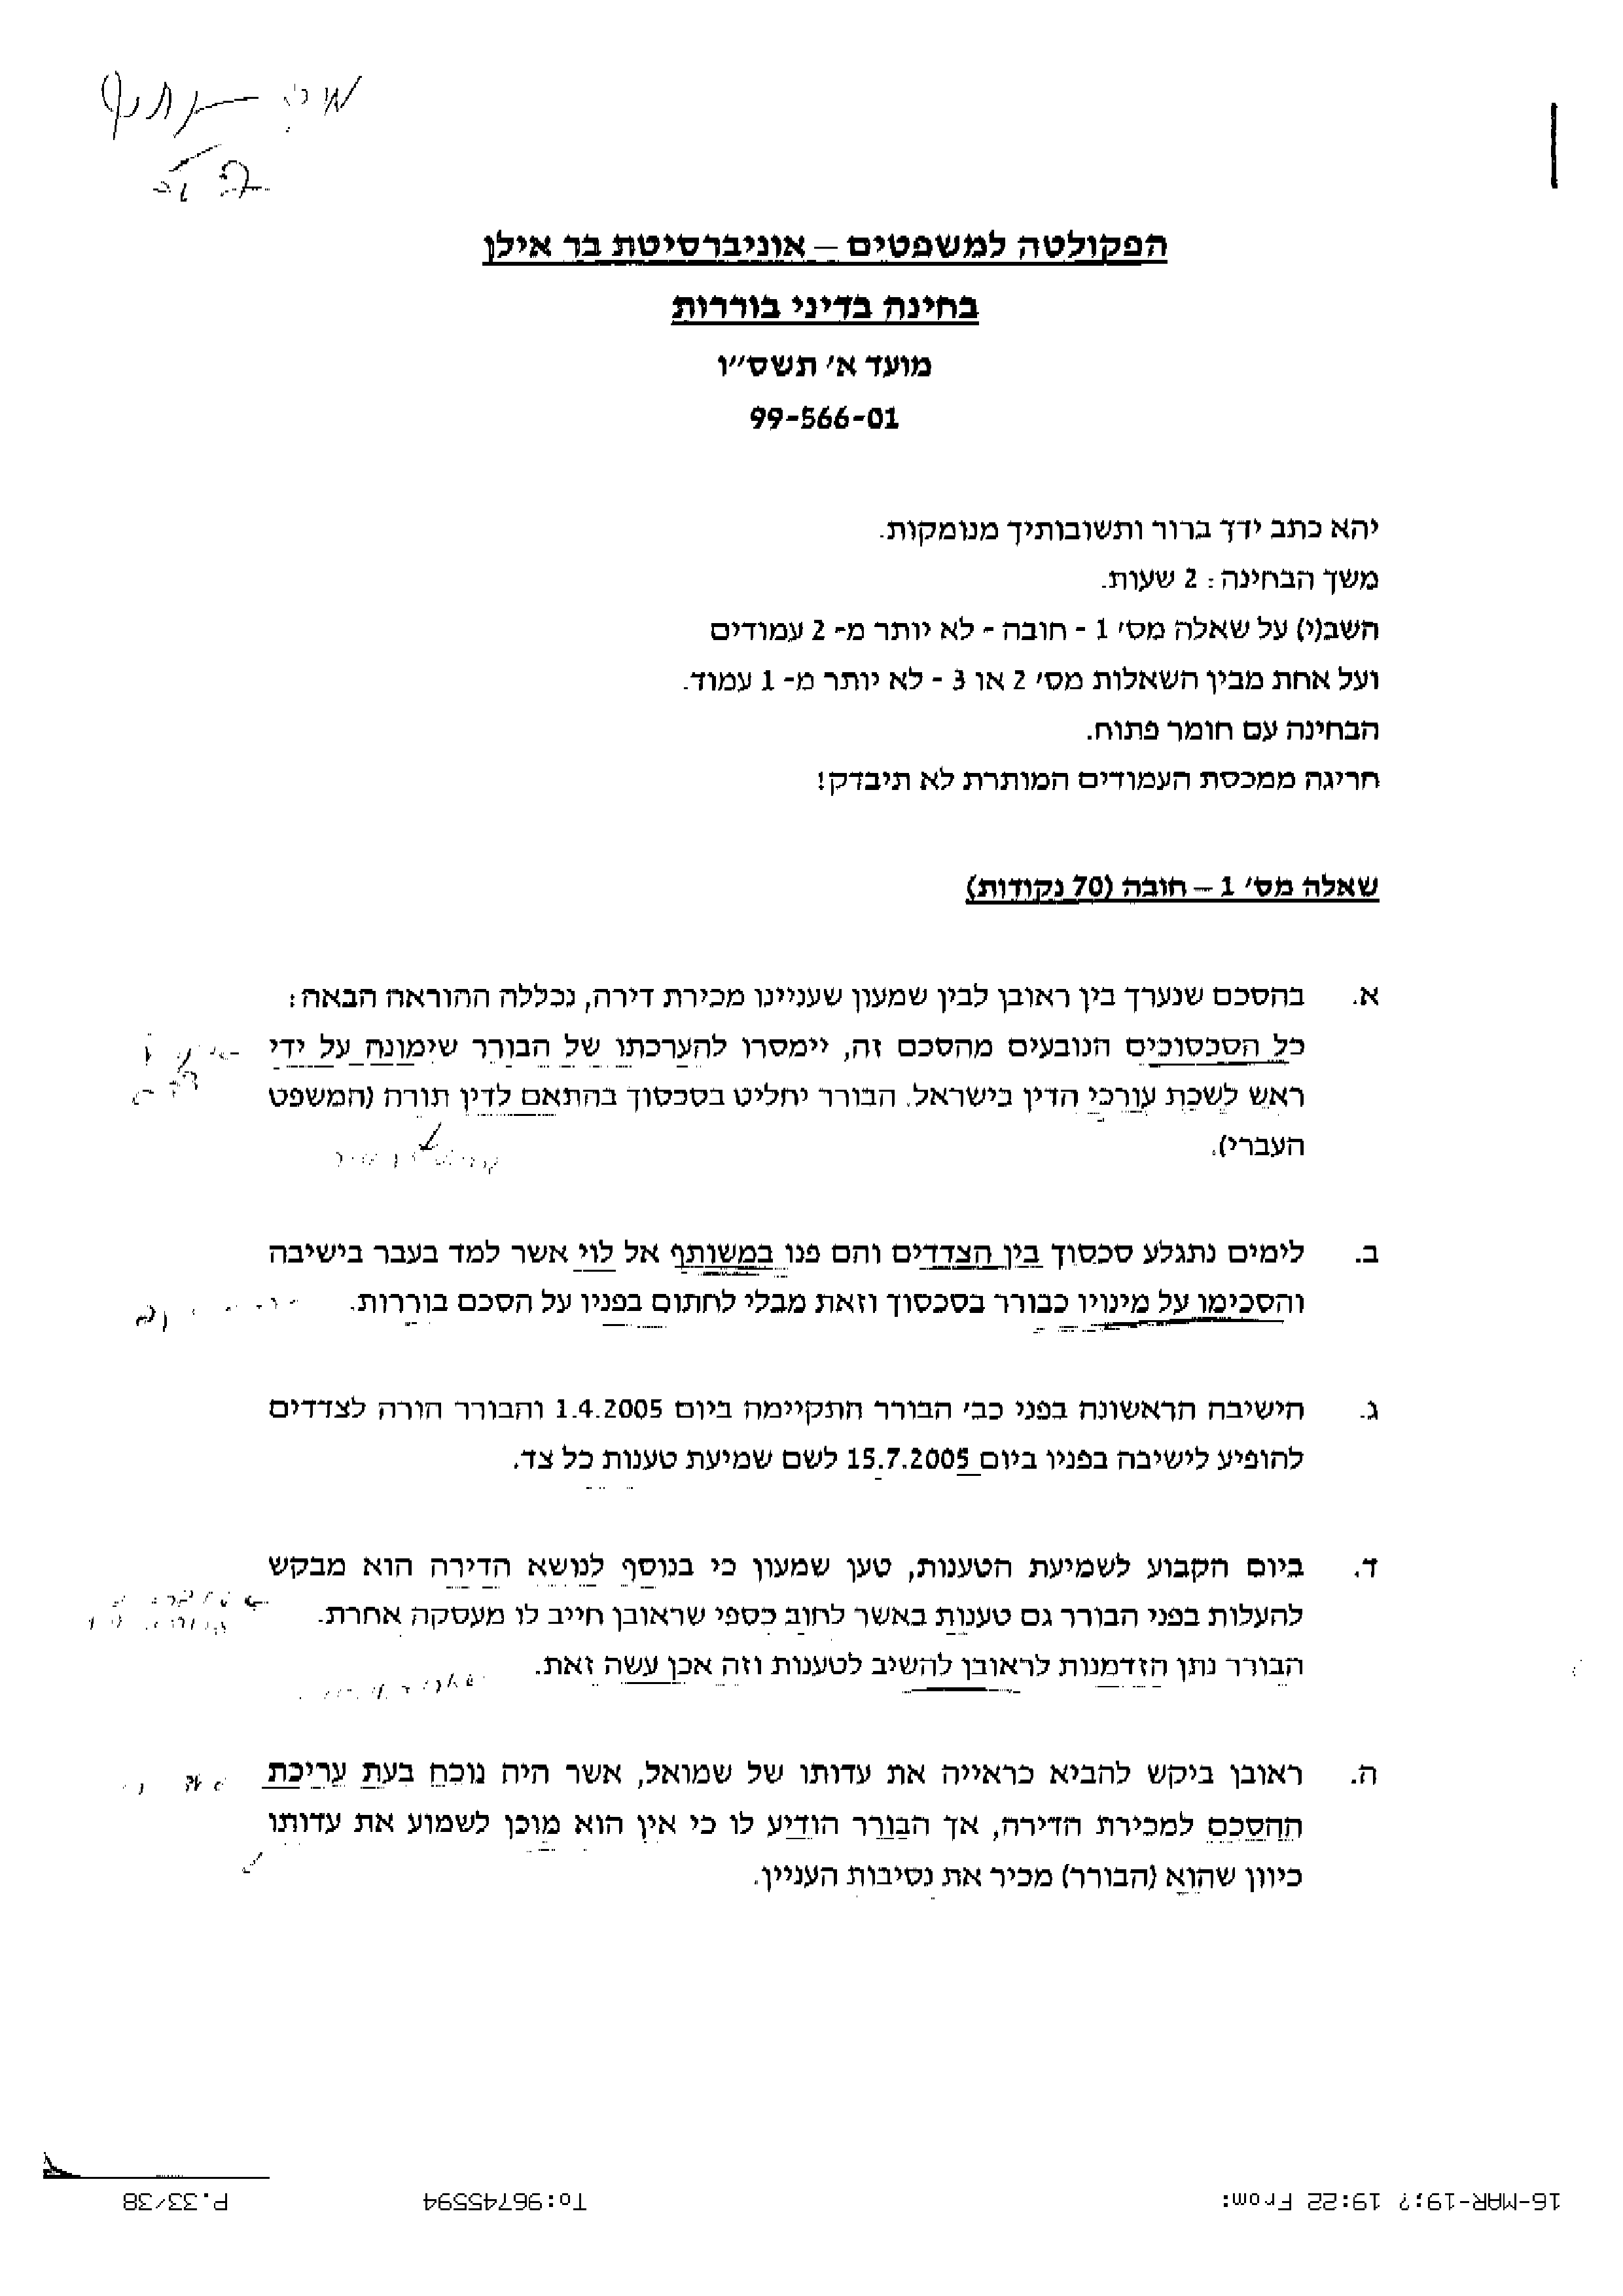 הפקולטה למשפטים – אוניברסיטת בר אילן
בחינה בדיני בוררות
מועד א' תשס"ו
99-566-01
יהא כתב ידך ברור ותשובותיך מנומקות.
משך הבחינה: 2 שעות.
השב(י) על שאלה מס' 1 - חובה - לא יותר מ- 2 עמודים
ועל אחת מבין השאלות מס' 2 או 3 - לא יותר מ- 1 עמוד.
הבחינה עם חומר פתוח.
חריגה ממכסת העמודים המותרת לא תיבדק!
שאלה מס' 1 – חובה (70 נקודות)
א. בהסכם שנערך בין ראובן לבין שמעון שעניינו מכירת דירה, נכללה ההוראה הבאה:
כל הסכסוכים הנובעים מהסכם זה, יימסרו להערכתו של הבורר שימונה על ידי
ראש לשכת עורכי הדין בישראל. הבורר יחליט בסכסוך בהתאם לדין תורה (המשפט
העברי).
ב. לימים נתגלע סכסוך בין הצדדים והם פנו במשותף אל לוי אשר למד בעבר בישיבה
והסכימו על מינויו כבורר בסכסוך וזאת מבלי לחתום בפניו על הסכם בוררות.
ג. הישיבה הראשונה בפני כב' הבורר התקיימה ביום 1.4.2005 והבורר הורה לצדדים
להופיע לישיבה בפניו ביום 15.7.2005 לשם שמיעת טענות כל צד.
ד. ביום הקבוע לשמיעת הטענות, טען שמעון כי בנוסף לנושא הדירה הוא מבקש
להעלות בפני הבורר גם טענות באשר לחוב כספי שראובן חייב לו מעסקה אחרת.
הבורר נתן הזדמנות לראובן להשיב לטענות וזה אכן עשה זאת.
ה. ראובן ביקש להביא כראייה את עדותו של שמואל, אשר היה נוכח בעת עריכת
ההסכם למכירת הדירה, אך הבורר הודיע לו כי אין הוא מוכן לשמוע את עדותו
כיוון שהוא (הבורר) מכיר את נסיבות העניין.
16-MAR-19;? 19:22 From: To:96745594 P.33/38